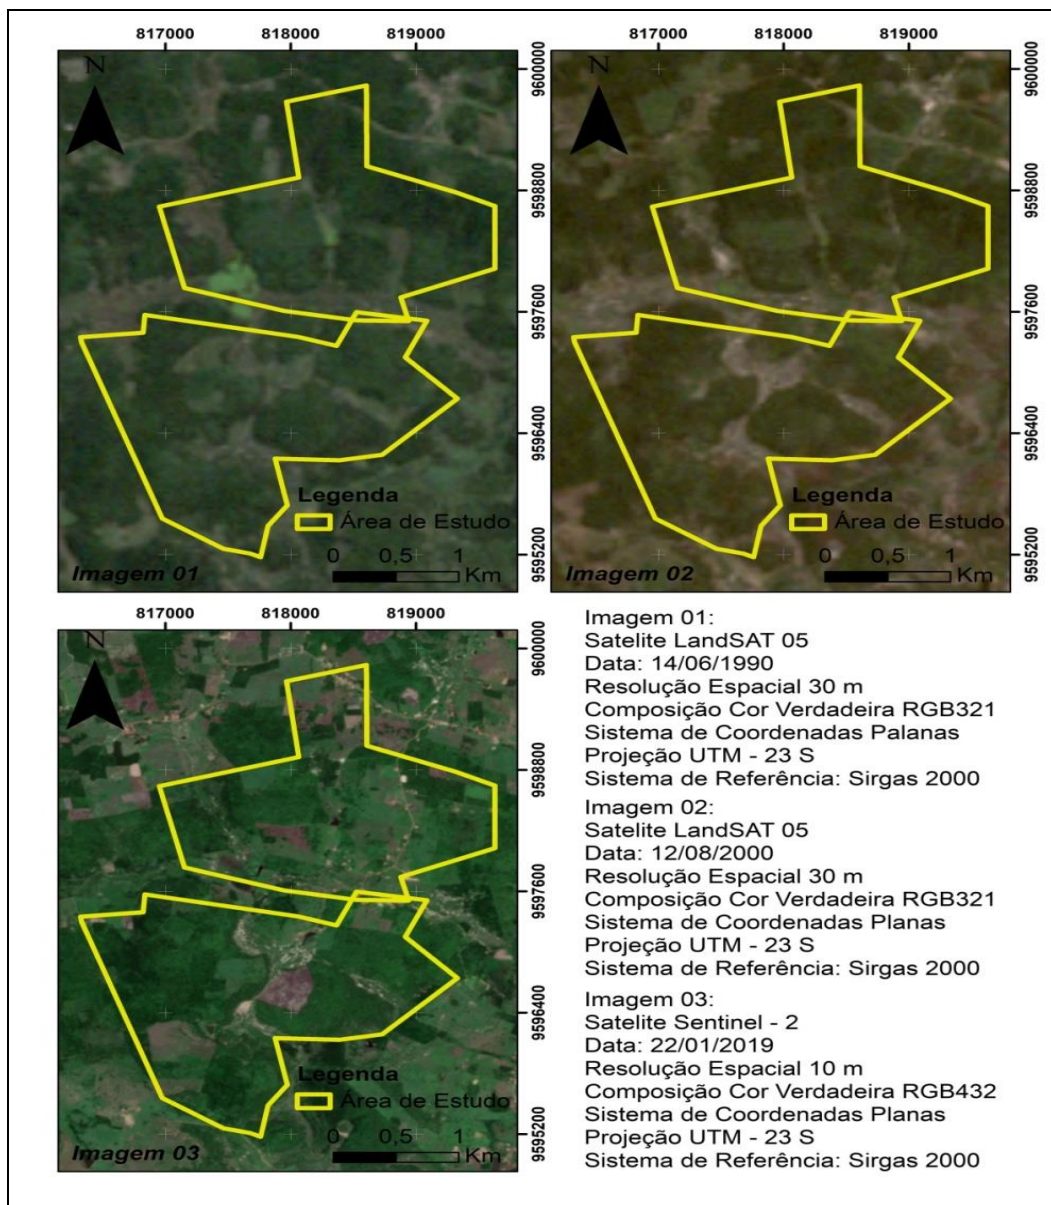 817000 818000 819000
N
9600000
9598800
9597600
9596400
9595200
Legenda
Área de Estudo
0 0,5 1
Km
Imagem 01
817000 818000 819000
N
9600000
9598800
9597600
9596400
9595200
Legenda
Área de Estudo
0 0,5 1
Km
Imagem 02
817000 818000 819000
N
9600000
9598800
9597600
9596400
9595200
Legenda
Área de Estudo
0 0,5 1
Km
Imagem 03
Imagem 01:
Satelite LandSAT 05
Data: 14/06/1990
Resolução Espacial 30 m
Composição Cor Verdadeira RGB321
Sistema de Coordenadas Palanas
Projeção UTM - 23 S
Sistema de Referência: Sirgas 2000
Imagem 02:
Satelite LandSAT 05
Data: 12/08/2000
Resolução Espacial 30 m
Composição Cor Verdadeira RGB321
Sistema de Coordenadas Planas
Projeção UTM - 23 S
Sistema de Referência: Sirgas 2000
Imagem 03:
Satelite Sentinel - 2
Data: 22/01/2019
Resolução Espacial 10 m
Composição Cor Verdadeira RGB432
Sistema de Coordenadas Planas
Projeção UTM - 23 S
Sistema de Referência: Sirgas 2000